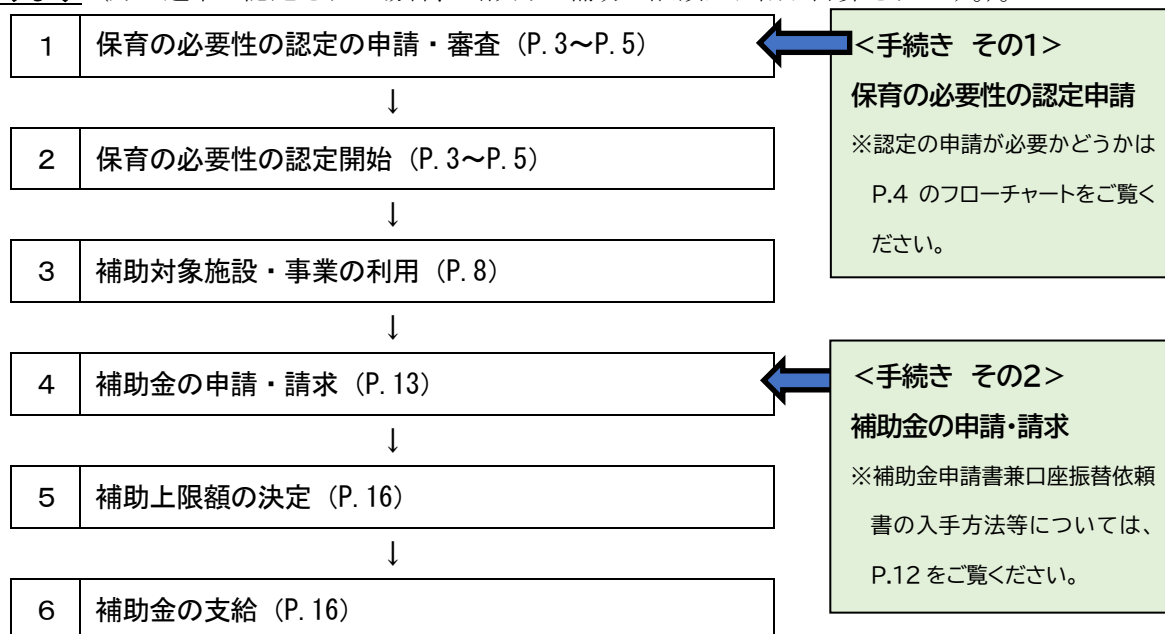 1 保育の必要性の認定の申請・審査（P.3～P.5）
↓
2 保育の必要性の認定開始（P.3～P.5）
↓
3 補助対象施設・事業の利用（P.8）
↓
4 補助金の申請・請求（P.13）
↓
5 補助上限額の決定（P.16）
↓
6 補助金の支給（P.16）
＜手続き その1＞
保育の必要性の認定申請
※認定の申請が必要かどうかは
P.4 のフローチャートをご覧く
ださい。
＜手続き その2＞
補助金の申請・請求
※補助金申請書兼口座振替依頼
書の入手方法等については、
P.12 をご覧ください。